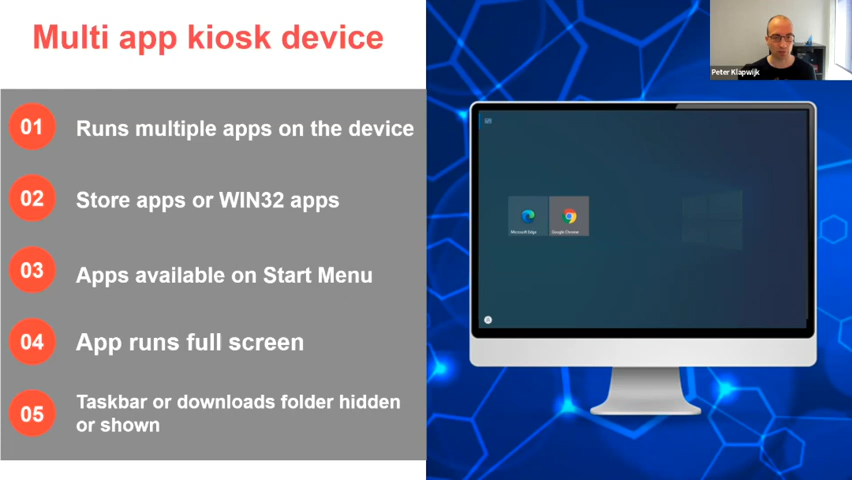 Multi app kiosk device
Peter Klapwijk
01
Runs multiple apps on the device
02
Store apps or WIN32 apps
Microsoft Edge
Google Chrome
03
Apps available on Start Menu
04
App runs full screen
05
Taskbar or downloads folder hidden
or shown